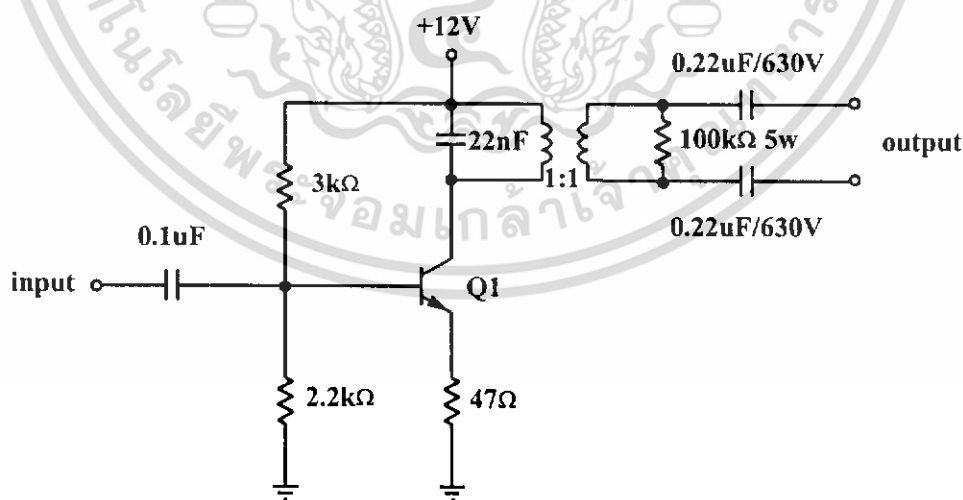 +12V
0.22uF/630V
22nF
100kΩ 5w
output
1:1
3kΩ
0.22uF/630V
0.1uF
input
Q1
2.2kΩ
47Ω